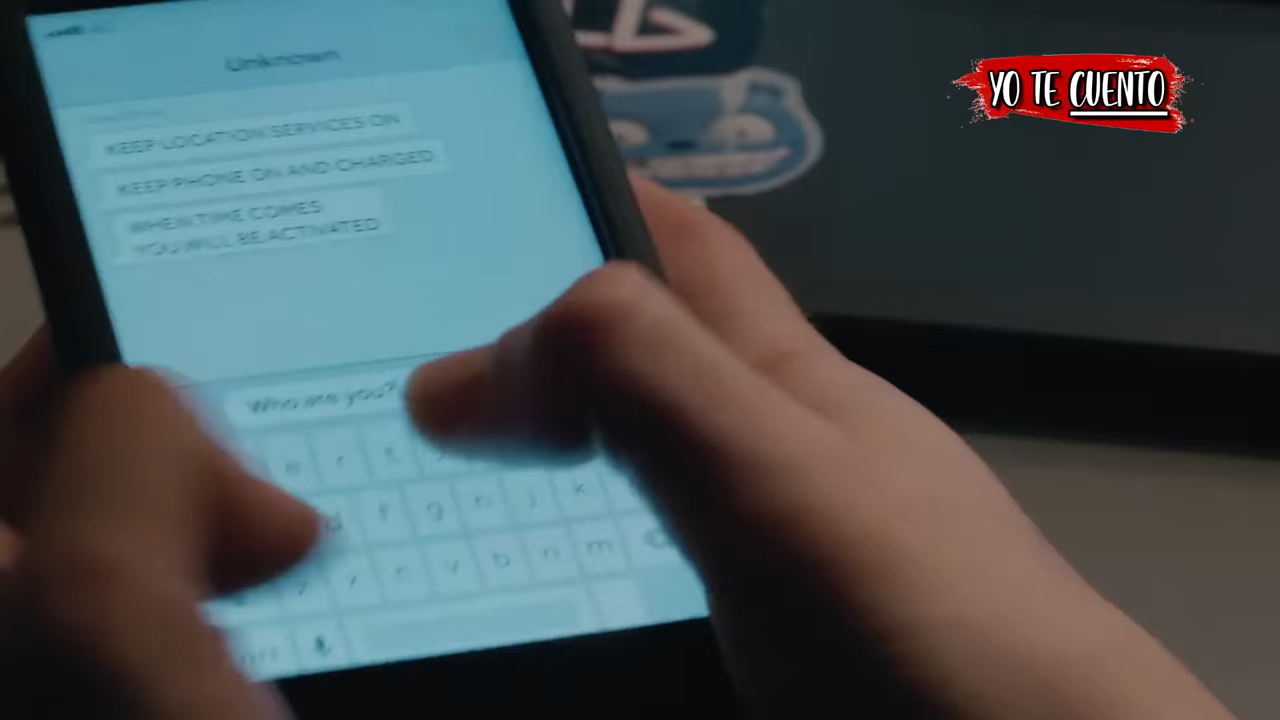 YO TE CUENTO
Unknown
KEEP LOCATION SERVICES ON
KEEP PHONE ON AND CHARGED
WHEN TIME COMES
YOU WILL BE ACTIVATED
Who are you?
e r t
d f g h j k
z x c v b n m